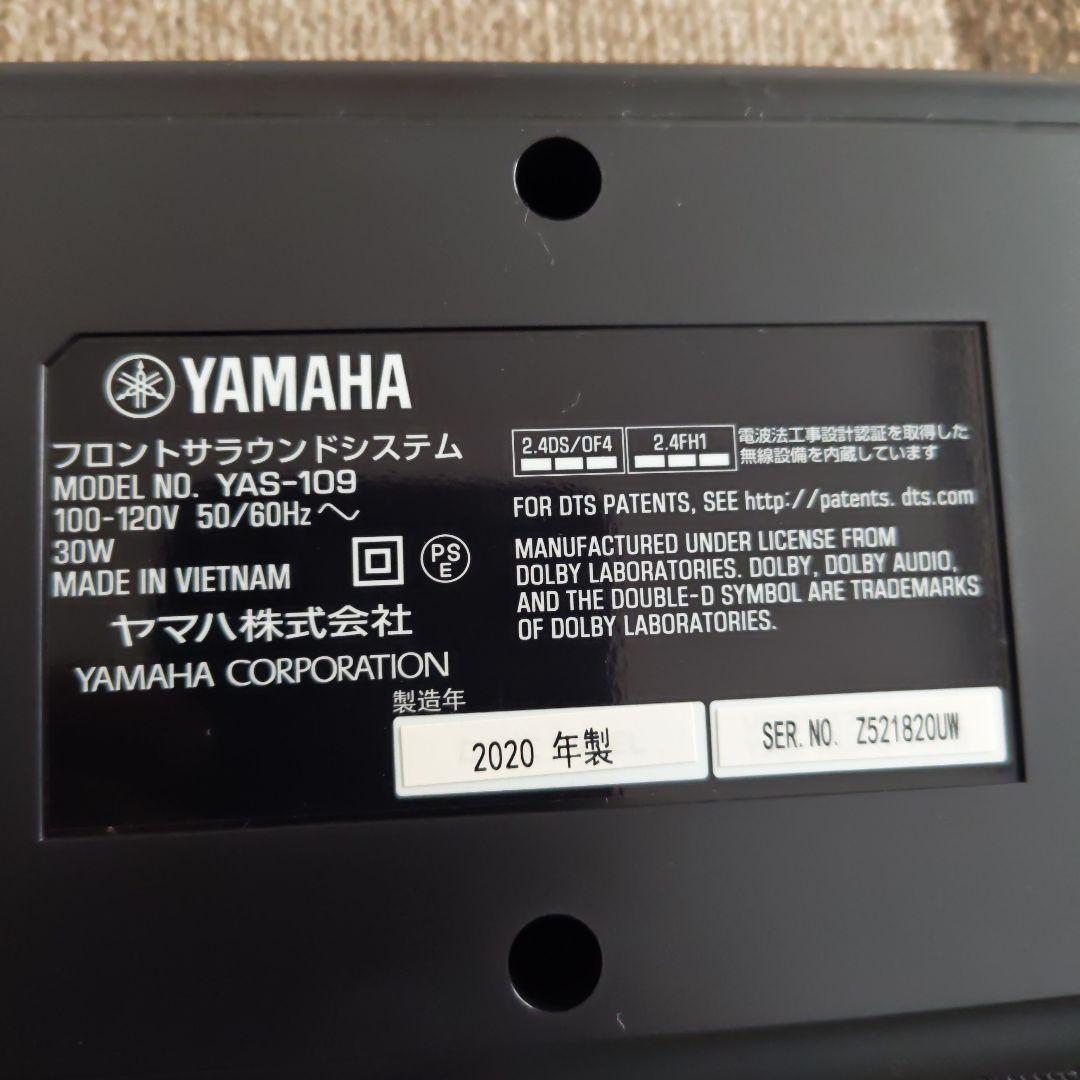 YAMAHA
フロントサラウンドシステム
MODEL NO. YAS-109
100-120V 50/60Hz ～
30W
MADE IN VIETNAM
PS
E
ヤマハ株式会社
YAMAHA CORPORATION
2.4DS/OF4
2.4FH1
電波法工事設計認証を取得した
無線設備を内蔵しています
FOR DTS PATENTS, SEE http://patents.dts.com
MANUFACTURED UNDER LICENSE FROM
DOLBY LABORATORIES. DOLBY, DOLBY AUDIO,
AND THE DOUBLE-D SYMBOL ARE TRADEMARKS
OF DOLBY LABORATORIES.
製造年
2020 年製
SER. NO. Z521820UW